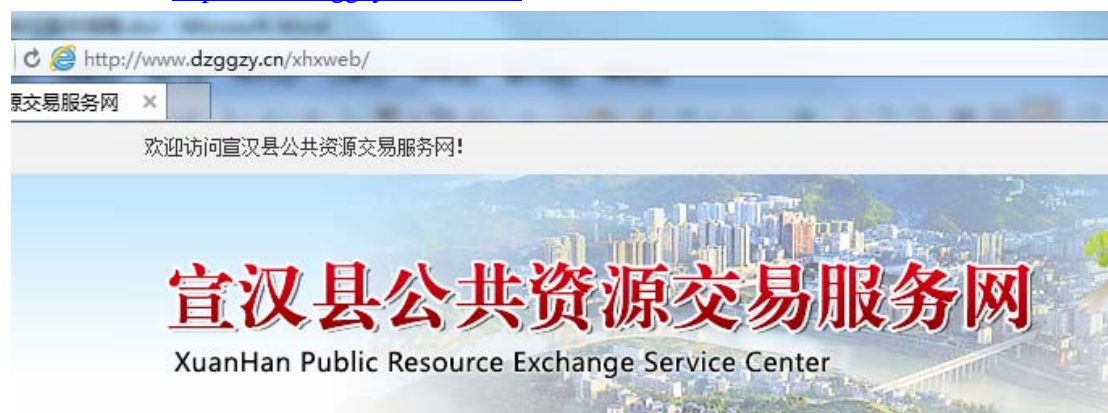 http://www.dzggzy.cn/xhxweb/
交易服务网
欢迎访问宣汉县公共资源交易服务网!
宣汉县公共资源交易服务网
XuanHan Public Resource Exchange Service Center